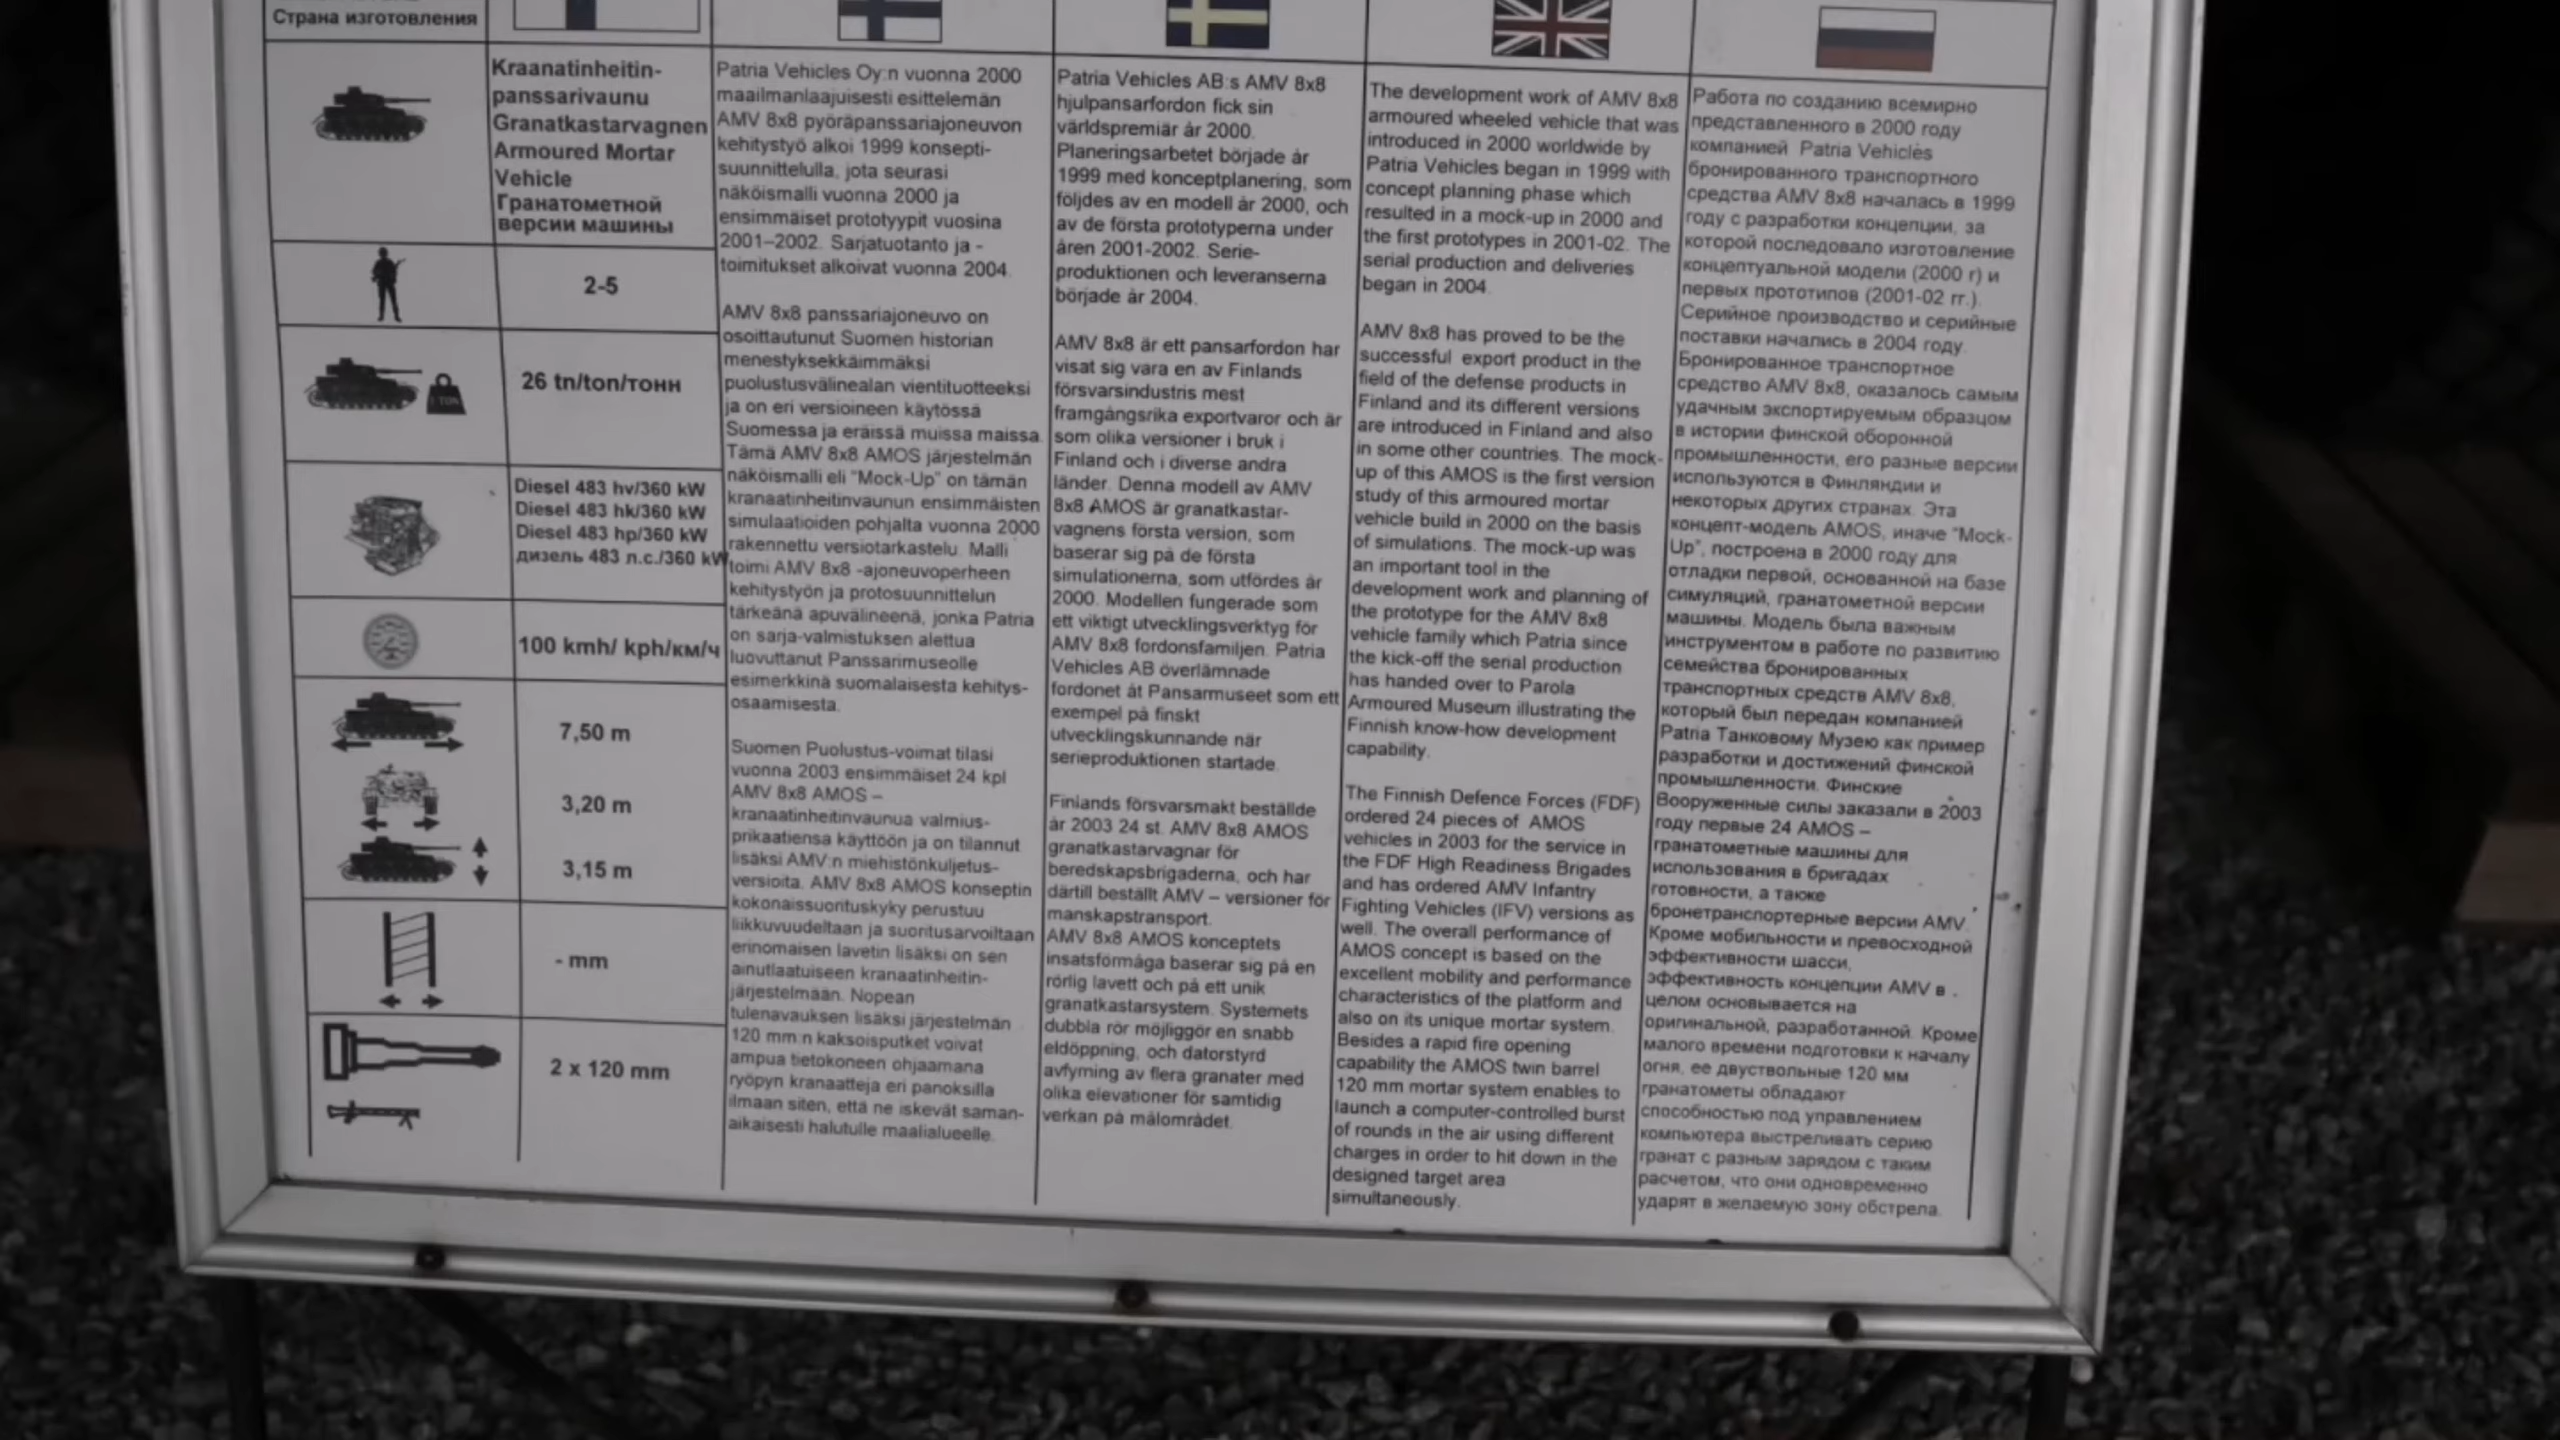 Страна изготовления
Kraanatinheitin-
panssarivaunu
Granatkastarvagnen
Armoured Mortar
Vehicle
Гранатометной
версии машины
2-5
1 TON
26 tn/ton/тонн
Diesel 483 hv/360 kW
Diesel 483 hk/360 kW
Diesel 483 hp/360 kW
дизель 483 л.с./360 kW
100 kmh/ kph/км/ч
7,50 m
3,20 m
3,15 m
- mm
2 x 120 mm
Patria Vehicles Oy:n vuonna 2000
maailmanlaajuisesti esittelemän
AMV 8x8 pyöräpanssariajoneuvon
kehitystyö alkoi 1999 konsepti-
suunnittelulla, jota seurasi
näköismalli vuonna 2000 ja
ensimmäiset prototyypit vuosina
2001–2002. Sarjatuotanto ja -
toimitukset alkoivat vuonna 2004.
AMV 8x8 panssariajoneuvo on
osoittautunut Suomen historian
menestyksekkäimmäksi
puolustusvälinealan vientituotteeksi
ja on eri versioineen käytössä
Suomessa ja eräissä muissa maissa.
Tämä AMV 8x8 AMOS järjestelmän
näköismalli eli "Mock-Up" on tämän
kranaatinheitinvaunun ensimmäisten
simulaatioiden pohjalta vuonna 2000
rakennettu versiotarkastelu. Malli
toimi AMV 8x8 -ajoneuvoperheen
kehitystyön ja protosuunnittelun
tärkeänä apuvälineenä, jonka Patria
on sarja-valmistuksen alettua
luovuttanut Panssarimuseolle
esimerkkinä suomalaisesta kehitys-
osaamisesta.
Suomen Puolustus-voimat tilasi
vuonna 2003 ensimmäiset 24 kpl
AMV 8x8 AMOS –
kranaatinheitinvaunua valmius-
prikaatiensa käyttöön ja on tilannut
lisäksi AMV:n miehistönkuljetus-
versioita. AMV 8x8 AMOS konseptin
kokonaissuorituskyky perustuu
liikkuvuudeltaan ja suoritusarvoiltaan
erinomaisen lavetin lisäksi on sen
ainutlaatuiseen kranaatinheitin-
järjestelmään. Nopean
tulenavauksen lisäksi järjestelmän
120 mm:n kaksoisputket voivat
ampua tietokoneen ohjaamana
ryöpyn kranaatteja eri panoksilla
ilmaan siten, että ne iskevät saman-
aikaisesti halutulle maalialueelle.
Patria Vehicles AB:s AMV 8x8
hjulpansarfordon fick sin
världspremiär år 2000.
Planeringsarbetet började år
1999 med konceptplanering, som
följdes av en modell år 2000, och
av de första prototyperna under
åren 2001-2002. Serie-
produktionen och leveranserna
började år 2004.
AMV 8x8 är ett pansarfordon har
visat sig vara en av Finlands
försvarsindustris mest
framgångsrika exportvaror och är
som olika versioner i bruk i
Finland och i diverse andra
länder. Denna modell av AMV
8x8 AMOS är granatkastar-
vagnens första version, som
baserar sig på de första
simulationerna, som utfördes år
2000. Modellen fungerade som
ett viktigt utvecklingsverktyg för
AMV 8x8 fordonsfamiljen. Patria
Vehicles AB överlämnade
fordonet åt Pansarmuseet som ett
exempel på finskt
utvecklingskunnande när
serieproduktionen startade.
Finlands försvarsmakt beställde
år 2003 24 st. AMV 8x8 AMOS
granatkastarvagnar för
beredskapsbrigaderna, och har
därtill beställt AMV – versioner för
manskapstransport.
AMV 8x8 AMOS konceptets
insatsförmåga baserar sig på en
rörlig lavett och på ett unik
granatkastarsystem. Systemets
dubbla rör möjliggör en snabb
eldöppning, och datorstyrd
avfyrning av flera granater med
olika elevationer för samtidig
verkan på målområdet.
The development work of AMV 8x8
armoured wheeled vehicle that was
introduced in 2000 worldwide by
Patria Vehicles began in 1999 with
concept planning phase which
resulted in a mock-up in 2000 and
the first prototypes in 2001-02. The
serial production and deliveries
began in 2004.
AMV 8x8 has proved to be the
successful export product in the
field of the defense products in
Finland and its different versions
are introduced in Finland and also
in some other countries. The mock-
up of this AMOS is the first version
study of this armoured mortar
vehicle build in 2000 on the basis
of simulations. The mock-up was
an important tool in the
development work and planning of
the prototype for the AMV 8x8
vehicle family which Patria since
the kick-off the serial production
has handed over to Parola
Armoured Museum illustrating the
Finnish know-how development
capability.
The Finnish Defence Forces (FDF)
ordered 24 pieces of AMOS
vehicles in 2003 for the service in
the FDF High Readiness Brigades
and has ordered AMV Infantry
Fighting Vehicles (IFV) versions as
well. The overall performance of
AMOS concept is based on the
excellent mobility and performance
characteristics of the platform and
also on its unique mortar system.
Besides a rapid fire opening
capability the AMOS twin barrel
120 mm mortar system enables to
launch a computer-controlled burst
of rounds in the air using different
charges in order to hit down in the
designed target area
simultaneously.
Работа по созданию всемирно
представленного в 2000 году
компанией Patria Vehicles
бронированного транспортного
средства AMV 8x8 началась в 1999
году с разработки концепции, за
которой последовало изготовление
концептуальной модели (2000 г) и
первых прототипов (2001-02 гг.).
Серийное производство и серийные
поставки начались в 2004 году.
Бронированное транспортное
средство AMV 8x8, оказалось самым
удачным экспортируемым образцом
в истории финской оборонной
промышленности, его разные версии
используются в Финляндии и
некоторых других странах. Эта
концепт-модель AMOS, иначе "Mock-
Up", построена в 2000 году для
отладки первой, основанной на базе
симуляций, гранатометной версии
машины. Модель была важным
инструментом в работе по развитию
семейства бронированных
транспортных средств AMV 8x8,
который был передан компанией
Patria Танковому Музею как пример
разработки и достижений финской
промышленности. Финские
Вооруженные силы заказали в 2003
году первые 24 AMOS –
гранатометные машины для
использования в бригадах
готовности, а также
бронетранспортерные версии AMV.
Кроме мобильности и превосходной
эффективности шасси,
эффективность концепции AMV в
целом основывается на
оригинальной, разработанной. Кроме
малого времени подготовки к началу
огня, ее двуствольные 120 мм
гранатометы обладают
способностью под управлением
компьютера выстреливать серию
гранат с разным зарядом с таким
расчетом, что они одновременно
ударят в желаемую зону обстрела.